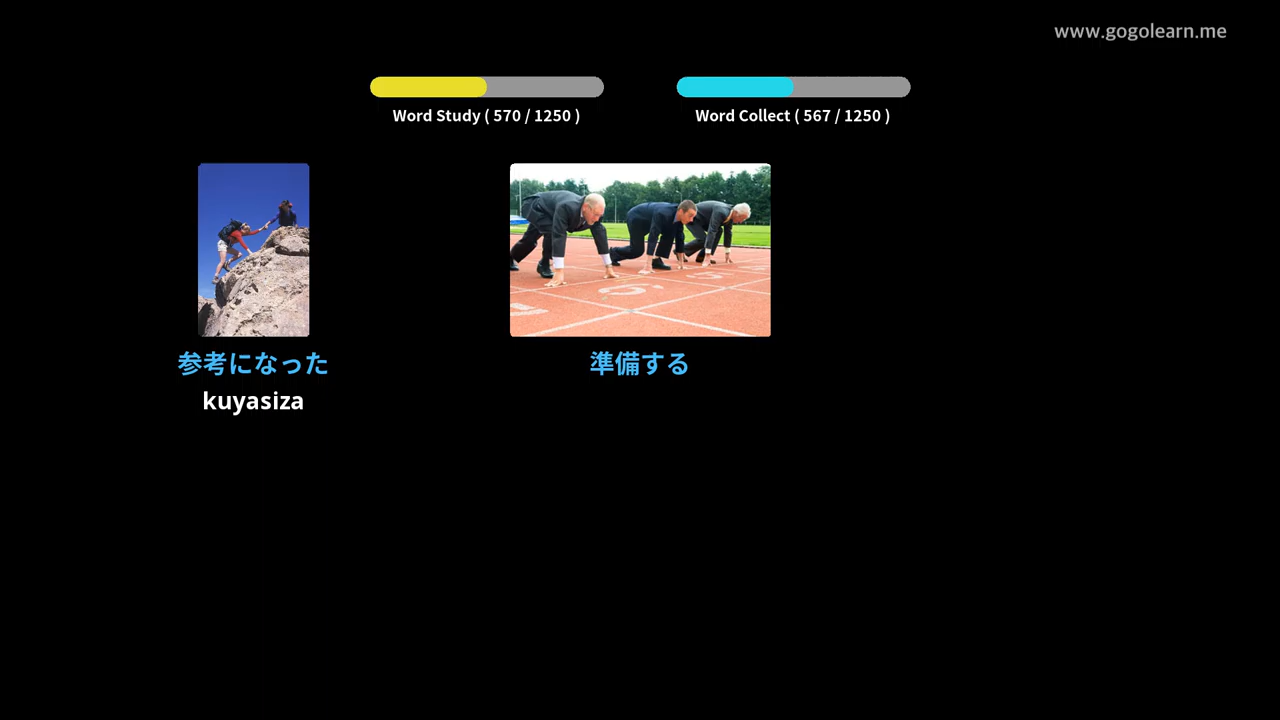 www.gogolearn.me
Word Study ( 570 / 1250 )
Word Collect ( 567 / 1250 )
参考になった
準備する
kuyasiza